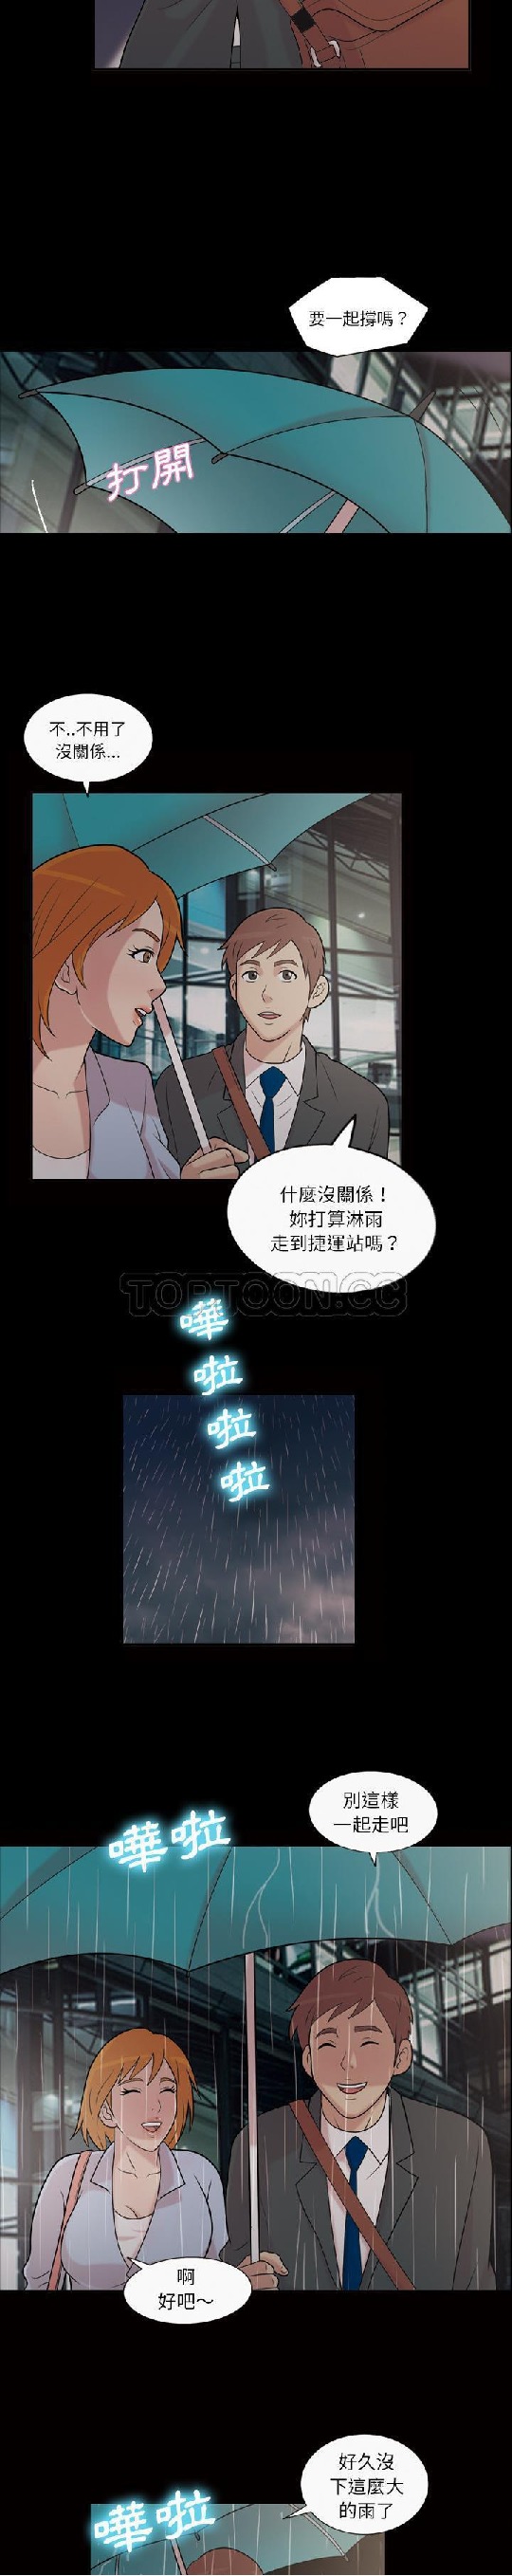 要一起撐嗎？
打開
不..不用了
沒關係...
什麼沒關係！
妳打算淋雨
走到捷運站嗎？
TOPTOON.CC
嘩
啦
啦
啦
別這樣
一起走吧
嘩啦
啊
好吧～
好久沒
下這麼大
的雨了
嘩啦